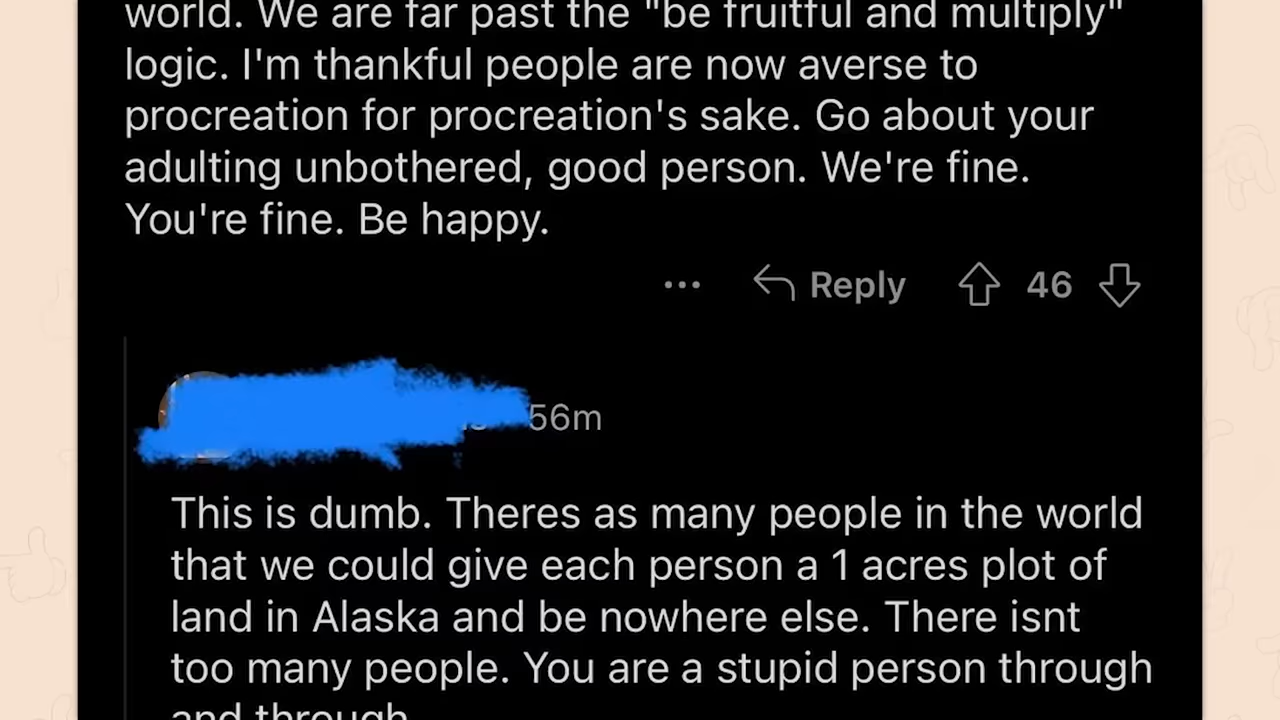 world. We are far past the "be fruitful and multiply"
logic. I'm thankful people are now averse to
procreation for procreation's sake. Go about your
adulting unbothered, good person. We're fine.
You're fine. Be happy.
... Reply 46
56m
This is dumb. Theres as many people in the world
that we could give each person a 1 acres plot of
land in Alaska and be nowhere else. There isnt
too many people. You are a stupid person through
and through